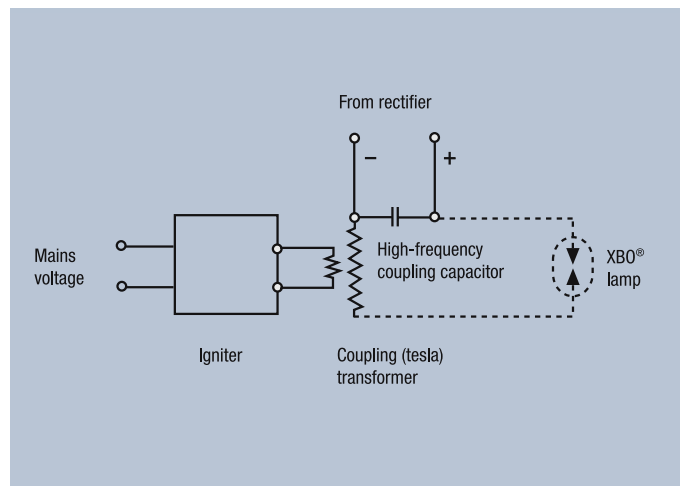 From rectifier
− +
Mains
voltage
High-frequency
coupling capacitor
XBO®
lamp
Igniter
Coupling (tesla)
transformer